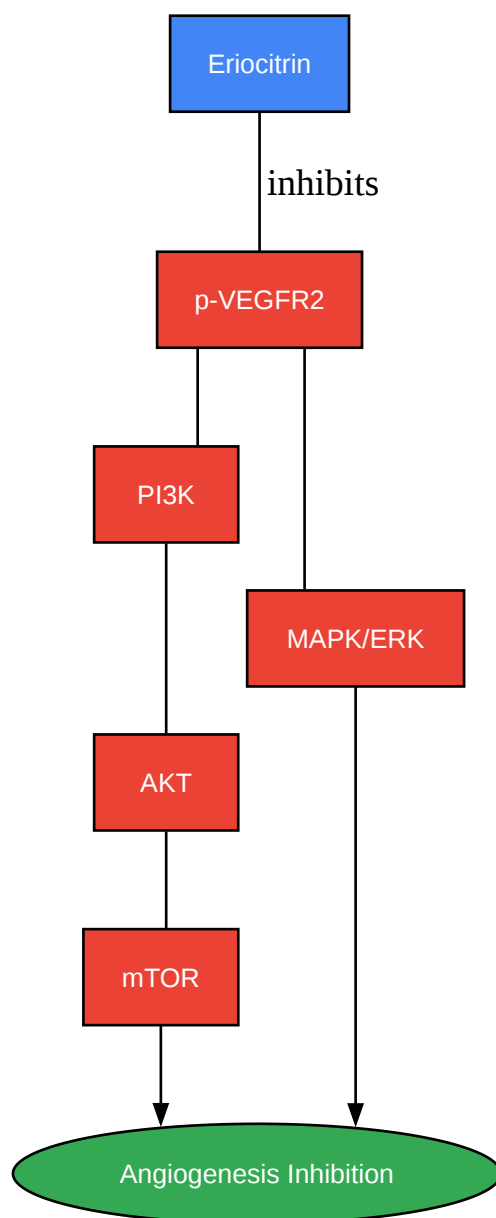 Eriocitrin
inhibits
p-VEGFR2
PI3K
MAPK/ERK
AKT
mTOR
Angiogenesis Inhibition